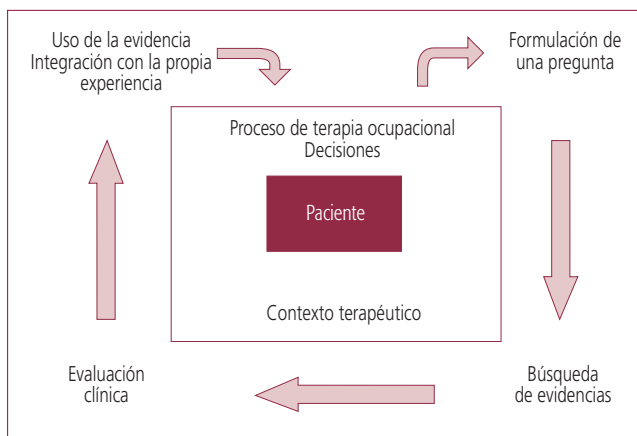 Uso de la evidencia
Integración con la propia
experiencia
Formulación de
una pregunta
Proceso de terapia ocupacional
Decisiones
Paciente
Contexto terapéutico
Evaluación
clínica
Búsqueda
de evidencias